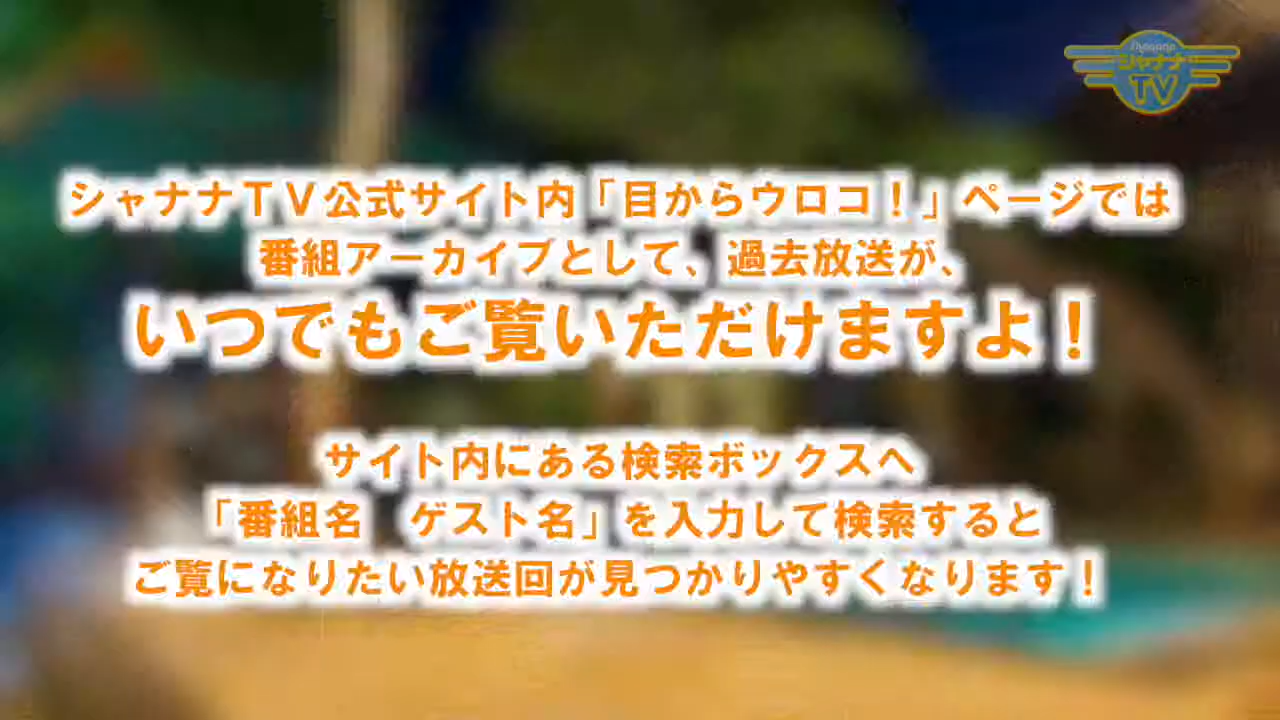 シャナナ
TV
シャナナＴＶ公式サイト内「目からウロコ！」ページでは
番組アーカイブとして、過去放送が、
いつでもご覧いただけますよ！
サイト内にある検索ボックスへ
「番組名　ゲスト名」を入力して検索すると
ご覧になりたい放送回が見つかりやすくなります！